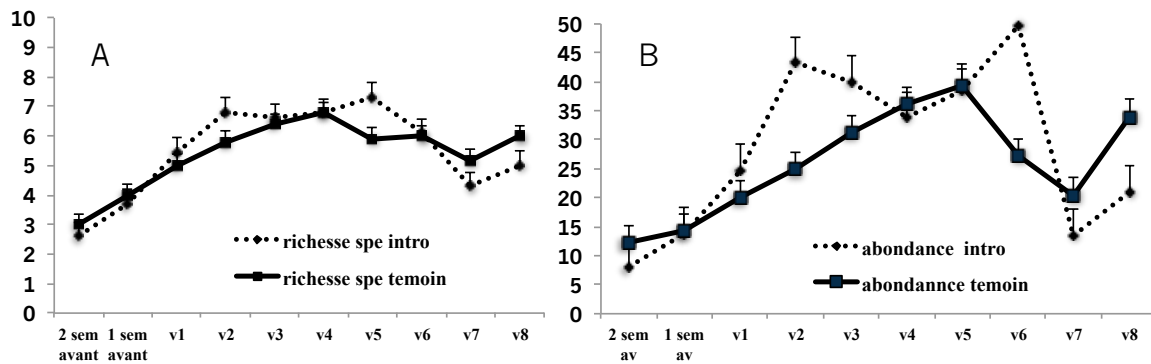 10
9
8
7
6
5
4
3
2
1
0
A
richesse spe intro
richesse spe temoin
2 sem avant
1 sem avant
v1
v2
v3
v4
v5
v6
v7
v8
50
45
40
35
30
25
20
15
10
5
0
B
abondance intro
abondannce temoin
2 sem av
1 sem av
v1
v2
v3
v4
v5
v6
v7
v8